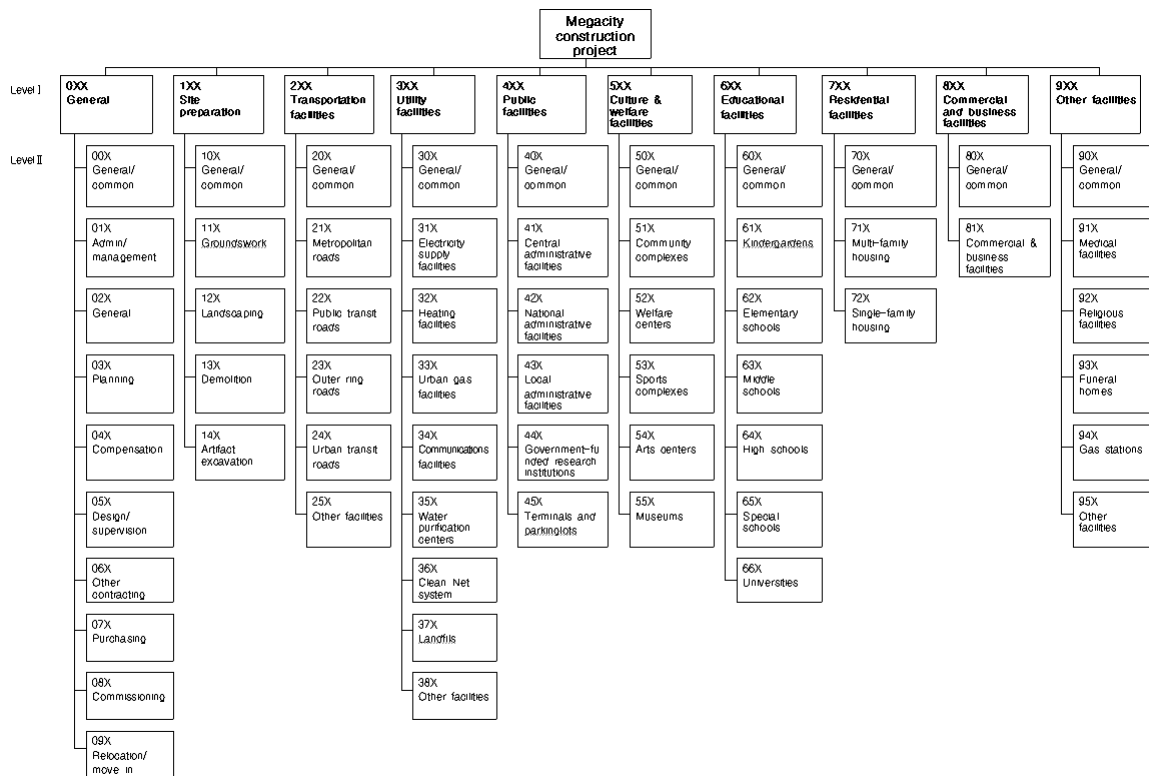 Megacity
construction
project
Level I
0XX
General
1XX
Site
preparation
2XX
Transportation
facilities
3XX
Utility
facilities
4XX
Public
facilities
5XX
Culture &
welfare
facilities
6XX
Educational
facilities
7XX
Residential
facilities
8XX
Commercial
and business
facilities
9XX
Other facilities
Level II
00X
General/
common
10X
General/
common
20X
General/
common
30X
General/
common
40X
General/
common
50X
General/
common
60X
General/
common
70X
General/
common
80X
General/
common
90X
General/
common
01X
Admin/
management
11X
Groundswork
21X
Metropolitan
roads
31X
Electricity
supply
facilities
41X
Central
administrative
facilities
51X
Community
complexes
61X
Kindergardens
71X
Multi-family
housing
81X
Commercial &
business
facilities
91X
Medical
facilities
02X
General
12X
Landscaping
22X
Public transit
roads
32X
Heating
facilities
42X
National
administrative
facilities
52X
Welfare
centers
62X
Elementary
schools
72X
Single-family
housing
92X
Religious
facilities
03X
Planning
13X
Demolition
23X
Outer ring
roads
33X
Urban gas
facilities
43X
Local
administrative
facilities
53X
Sports
complexes
63X
Middle
schools
93X
Funeral
homes
04X
Compensation
14X
Artifact
excavation
24X
Urban transit
roads
34X
Communications
facilities
44X
Government-fu
nded research
institutions
54X
Arts centers
64X
High schools
94X
Gas stations
05X
Design/
supervision
25X
Other facilities
35X
Water
purification
centers
45X
Terminals and
parkinglots
55X
Museums
65X
Special
schools
95X
Other
facilities
06X
Other
contracting
36X
Clean Net
system
66X
Universities
07X
Purchasing
37X
Landfills
08X
Commissioning
38X
Other facilities
09X
Relocation/
move in